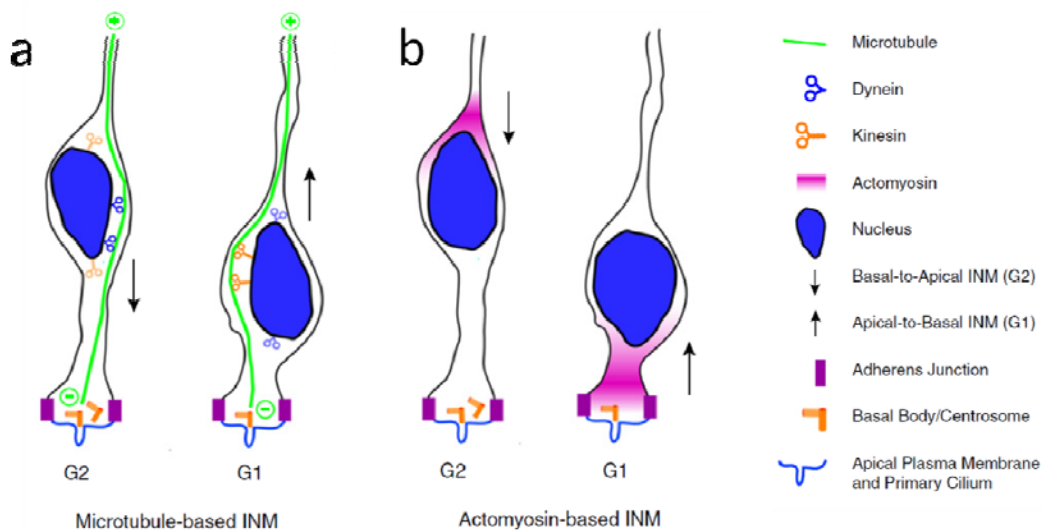 a
b
+
+
−
−
G2
G1
Microtubule-based INM
G2
G1
Actomyosin-based INM
Microtubule
Dynein
Kinesin
Actomyosin
Nucleus
Basal-to-Apical INM (G2)
Apical-to-Basal INM (G1)
Adherens Junction
Basal Body/Centrosome
Apical Plasma Membrane
and Primary Cilium